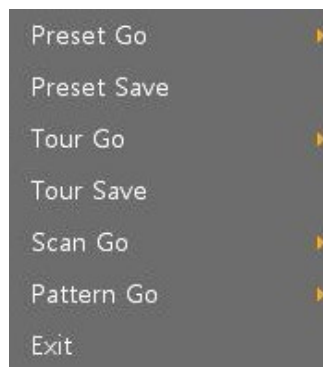 Preset Go
Preset Save
Tour Go
Tour Save
Scan Go
Pattern Go
Exit